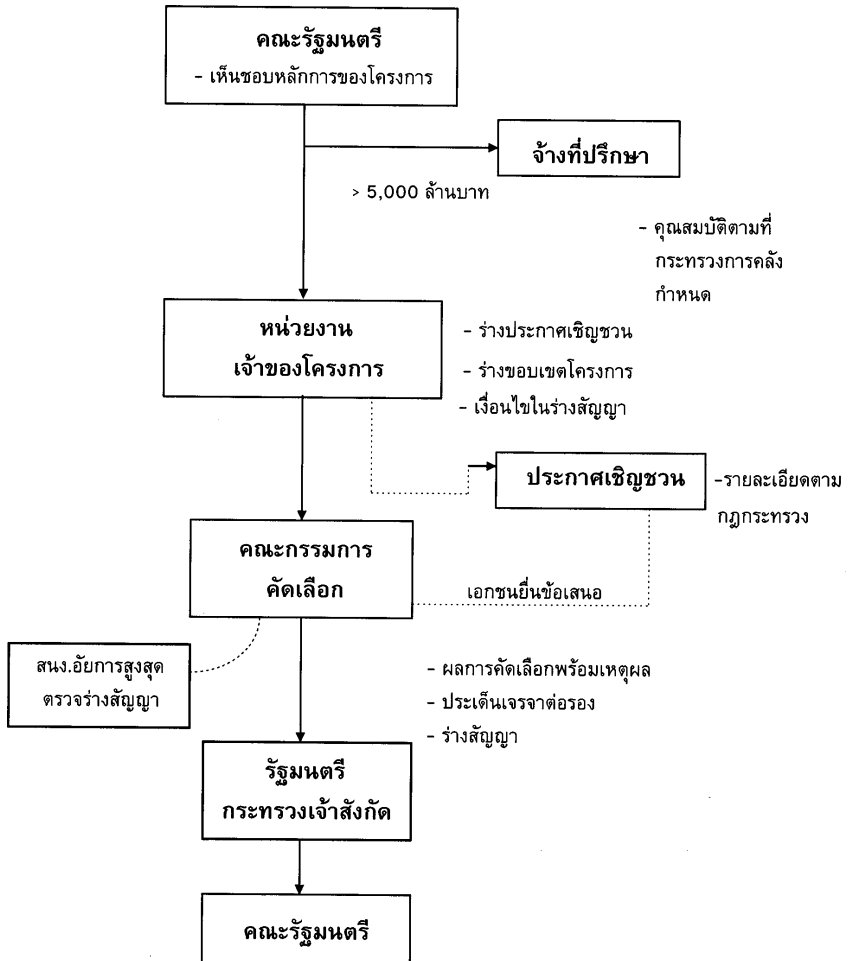 คณะรัฐมนตรี
- เห็นชอบหลักการของโครงการ
จ้างที่ปรึกษา
> 5,000 ล้านบาท
- คุณสมบัติตามที่
กระทรวงการคลัง
กำหนด
หน่วยงาน
เจ้าของโครงการ
- ร่างประกาศเชิญชวน
- ร่างขอบเขตโครงการ
- เงื่อนไขในร่างสัญญา
ประกาศเชิญชวน
-รายละเอียดตาม
กฎกระทรวง
คณะกรรมการ
คัดเลือก
เอกชนยื่นข้อเสนอ
สนง.อัยการสูงสุด
ตรวจร่างสัญญา
- ผลการคัดเลือกพร้อมเหตุผล
- ประเด็นเจรจาต่อรอง
- ร่างสัญญา
รัฐมนตรี
กระทรวงเจ้าสังกัด
คณะรัฐมนตรี